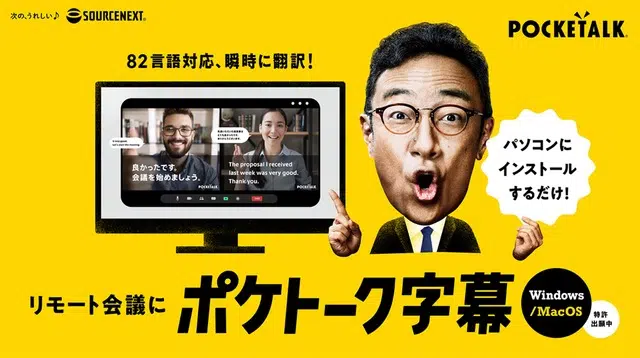 次の、うれしい♪ SOURCENEXT®
POCKETALK®
82言語対応、瞬時に翻訳！
良かったです。
会議を始めましょう。
POCKETALK
The proposal I received
last week was very good.
Thank you.
POCKETALK
パソコンに
インストール
するだけ！
リモート会議に
ポケトーク字幕
Windows
/MacOS
特許
出願中